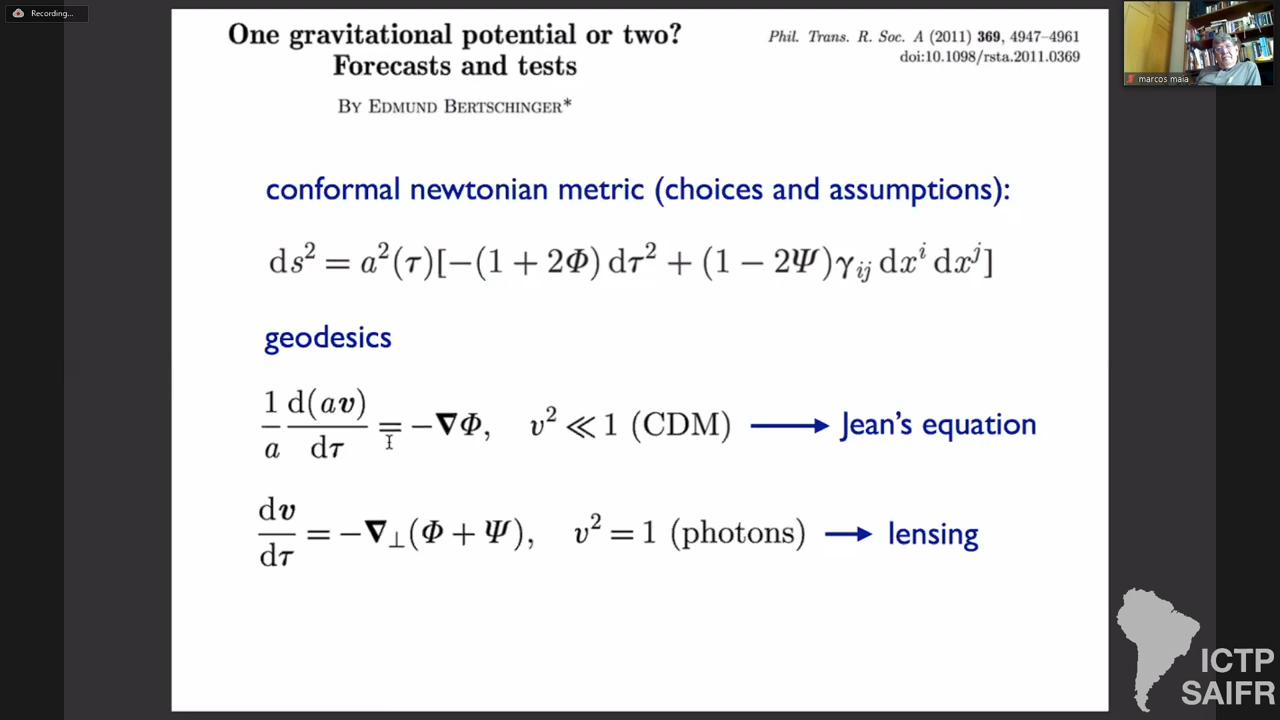 Recording...
One gravitational potential or two?
Forecasts and tests
BY EDMUND BERTSCHINGER*
Phil. Trans. R. Soc. A (2011) 369, 4947–4961
doi:10.1098/rsta.2011.0369
marcos maia
conformal newtonian metric (choices and assumptions):
ds² = a²(τ)[−(1 + 2Φ) dτ² + (1 − 2Ψ)γᵢⱼ dxⁱ dxʲ]
geodesics
1/a d(av)/dτ = −∇Φ, v² ≪ 1 (CDM) → Jean's equation
dv/dτ = −∇⊥(Φ + Ψ), v² = 1 (photons) → lensing
ICTP
SAIFR